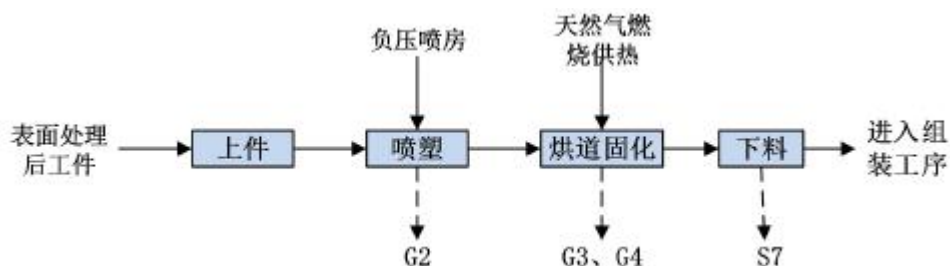 负压喷房
天然气燃
烧供热
表面处理
后工件
上件
喷塑
烘道固化
下料
进入组
装工序
G2
G3、G4
S7